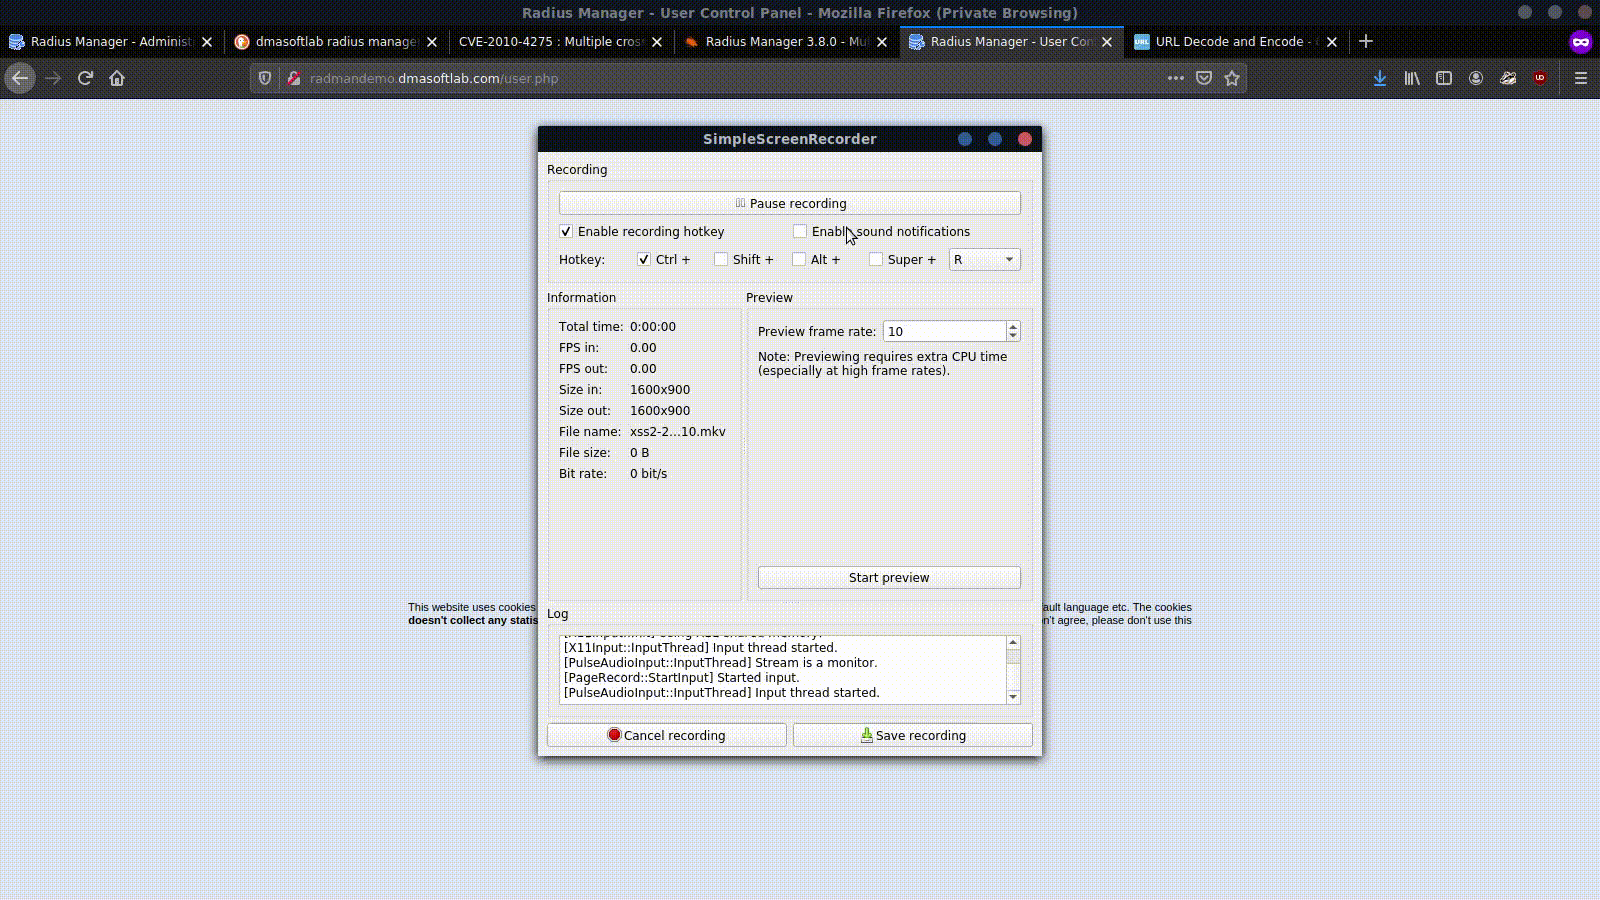 Radius Manager - User Control Panel - Mozilla Firefox (Private Browsing)
Radius Manager - Administ
dmasoftlab radius manage
CVE-2010-4275 : Multiple cros
Radius Manager 3.8.0 - Mu
Radius Manager - User Con
URL
URL Decode and Encode -
radmandemo.dmasoftlab.com/user.php
SimpleScreenRecorder
Recording
Pause recording
Enable recording hotkey
Enable sound notifications
Hotkey:
Ctrl +
Shift +
Alt +
Super +
R
Information
Total time: 0:00:00
FPS in: 0.00
FPS out: 0.00
Size in: 1600x900
Size out: 1600x900
File name: xss2-2...10.mkv
File size: 0 B
Bit rate: 0 bit/s
Preview
Preview frame rate: 10
Note: Previewing requires extra CPU time
(especially at high frame rates).
Start preview
This website uses cookies
ault language etc. The cookies
doesn't collect any statis
n't agree, please don't use this
Log
[X11Input::InputThread] Input thread started.
[PulseAudioInput::InputThread] Stream is a monitor.
[PageRecord::StartInput] Started input.
[PulseAudioInput::InputThread] Input thread started.
Cancel recording
Save recording